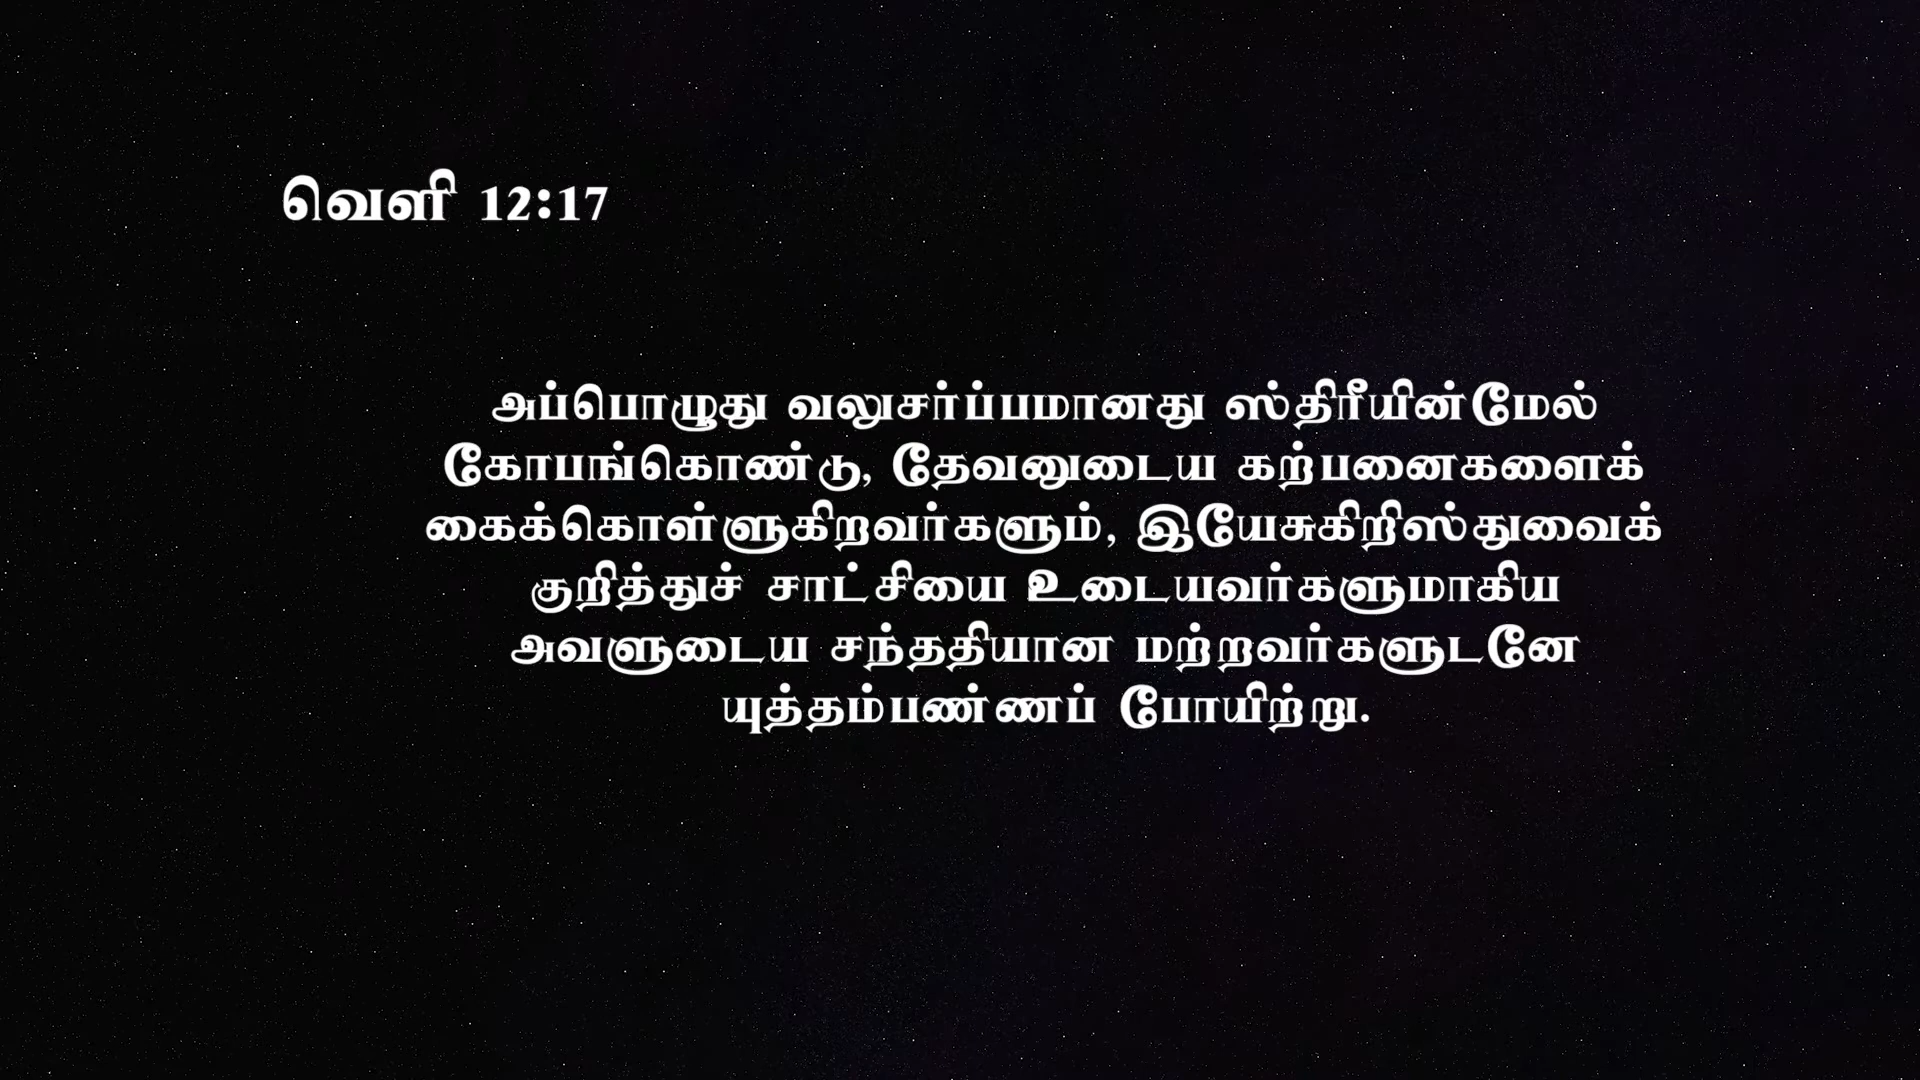 வெளி 12:17
அப்பொழுது வலுசர்ப்பமானது ஸ்திரீயின்மேல்
கோபங்கொண்டு, தேவனுடைய கற்பனைகளைக்
கைக்கொள்ளுகிறவர்களும், இயேசுகிறிஸ்துவைக்
குறித்துச் சாட்சியை உடையவர்களுமாகிய
அவளுடைய சந்ததியான மற்றவர்களுடனே
யுத்தம்பண்ணப் போயிற்று.